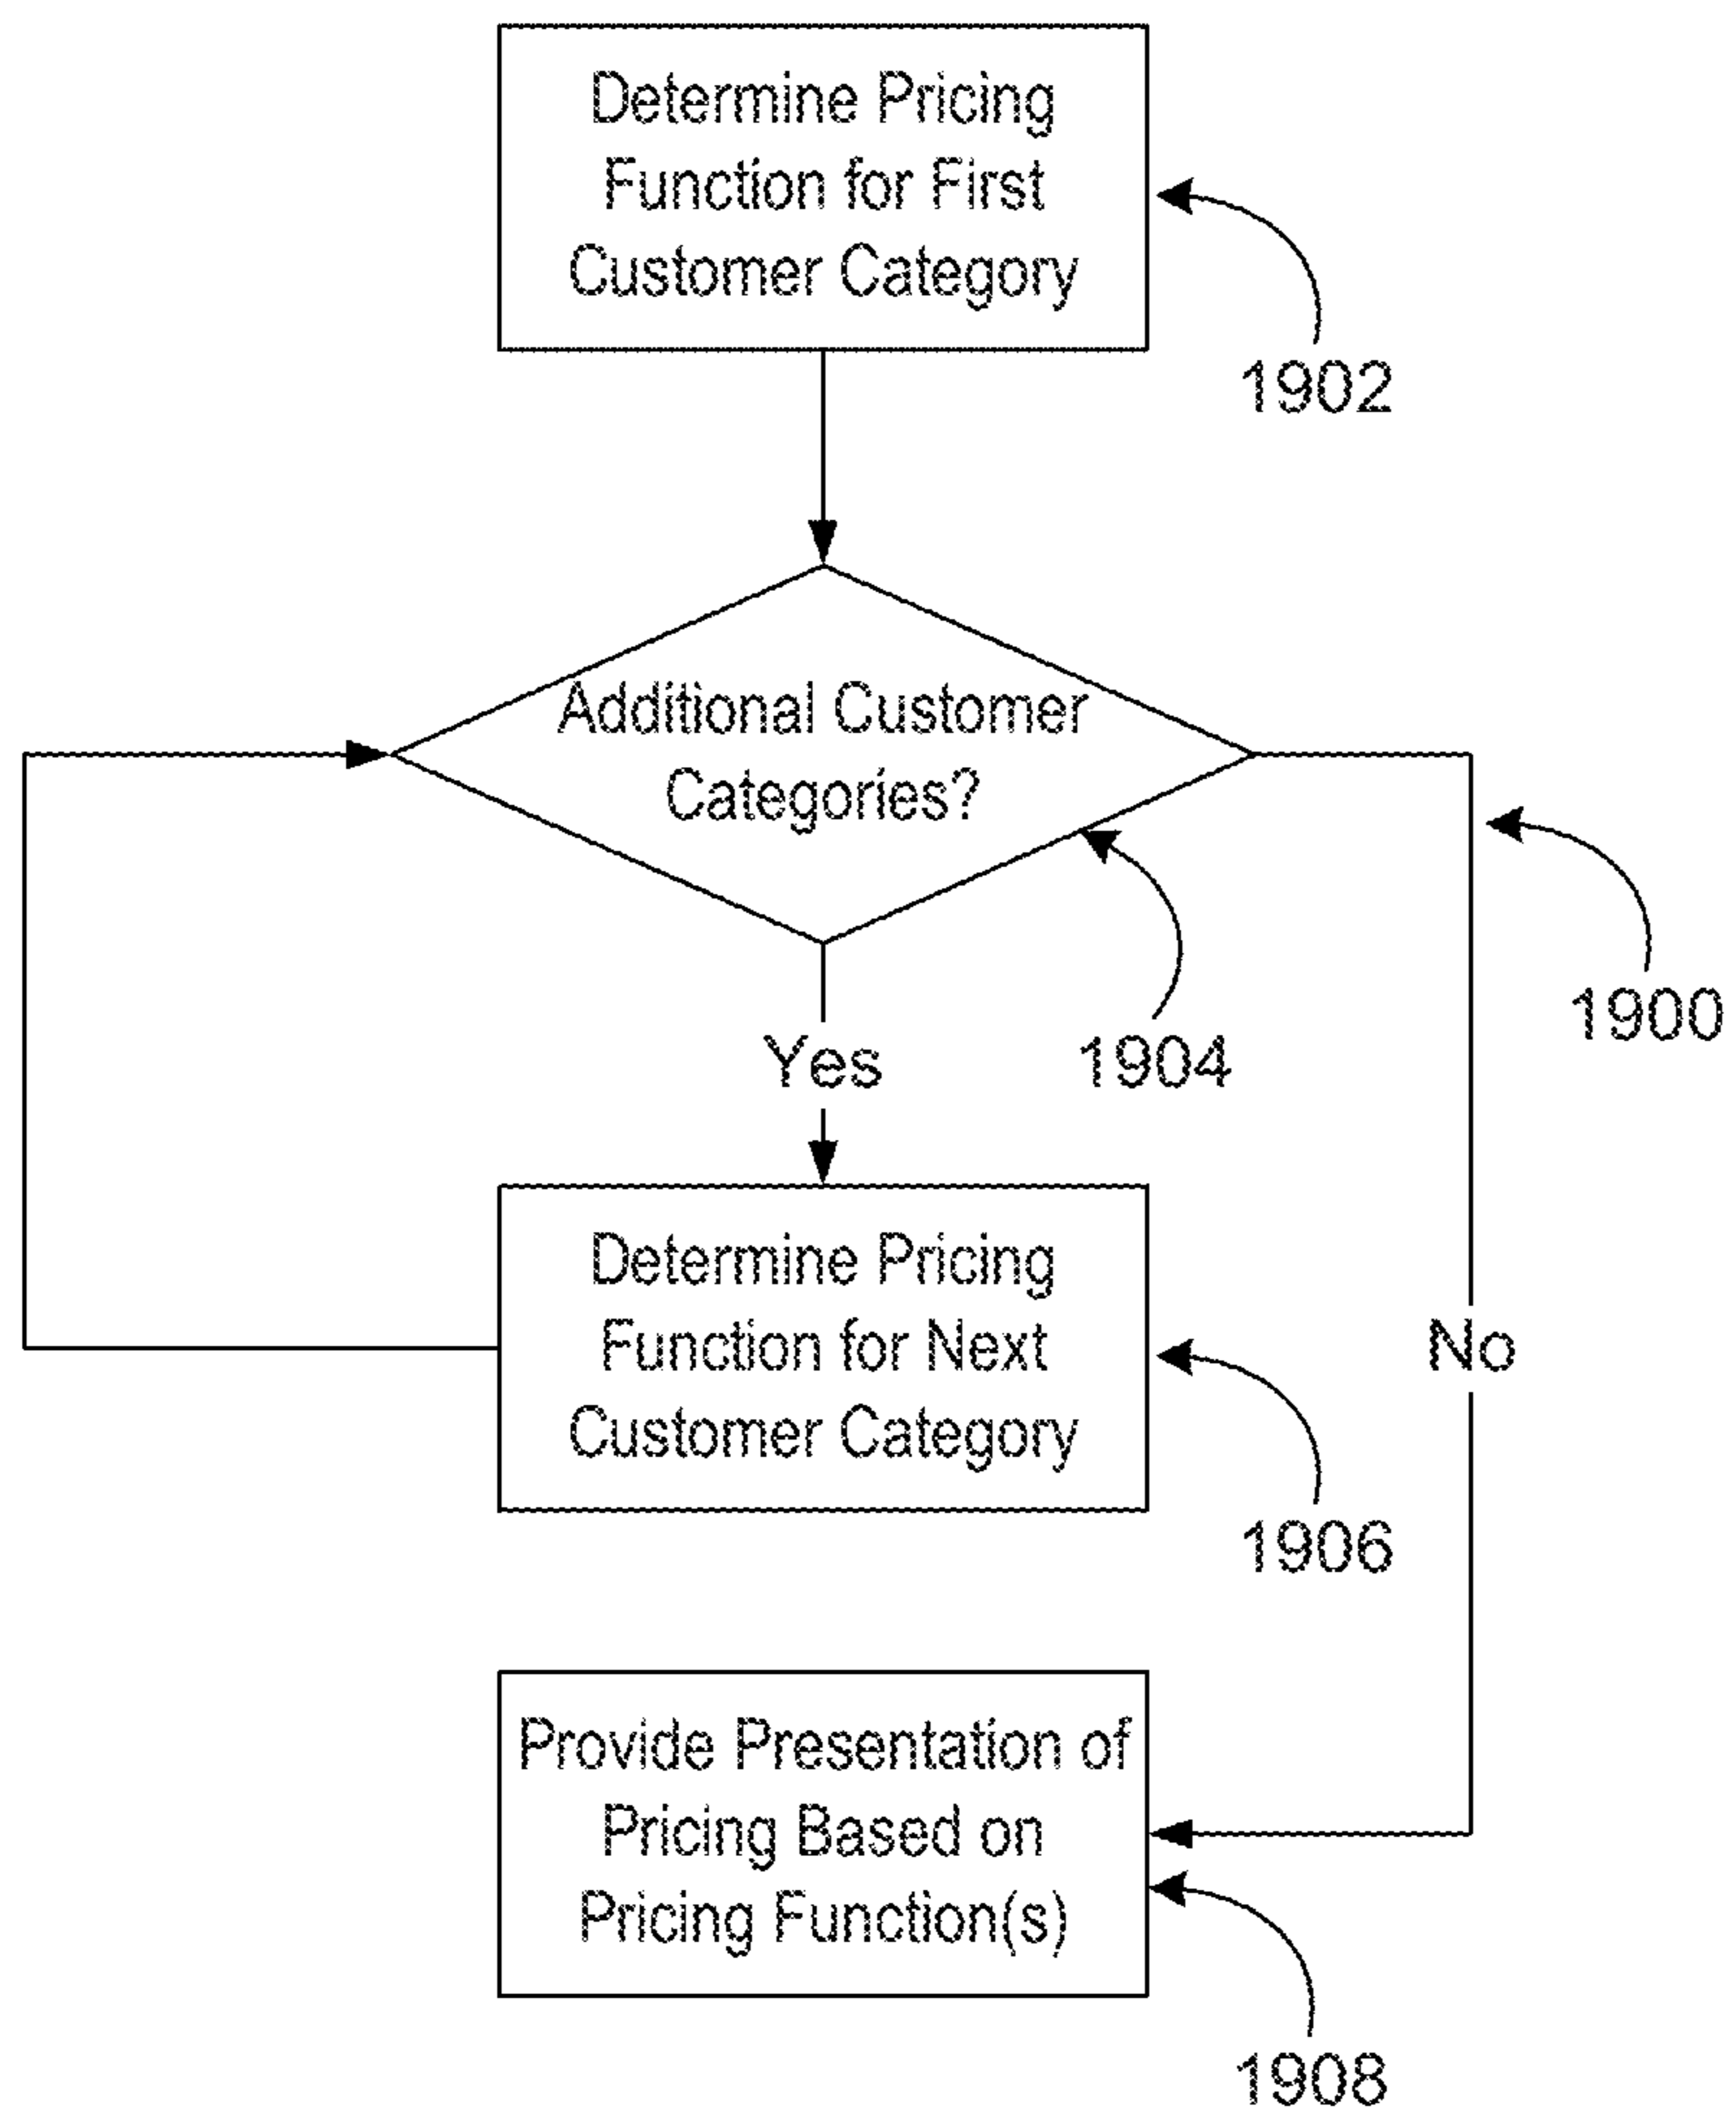 Determine Pricing
Function for First
Customer Category
1902
Additional Customer
Categories?
1900
Yes
1904
Determine Pricing
Function for Next
Customer Category
No
1906
Provide Presentation of
Pricing Based on
Pricing Function(s)
1908